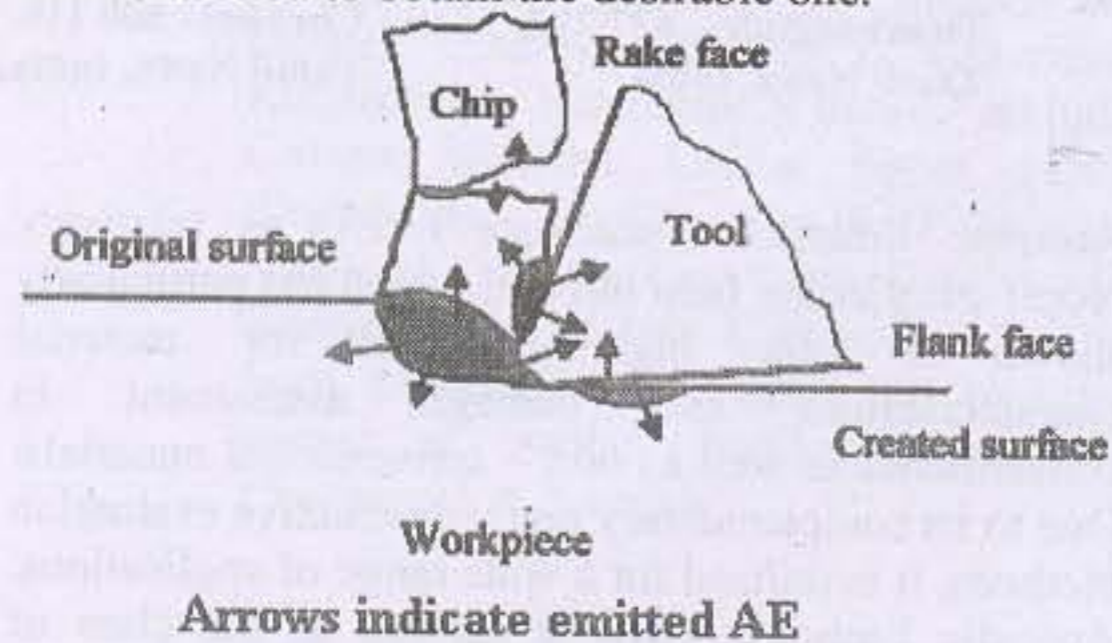 Rake face
Chip
Tool
Original surface
Flank face
Created surface
Workpiece
Arrows indicate emitted AE